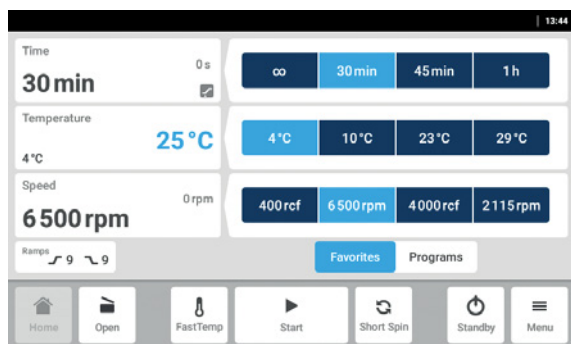 13:44
Time
0 s
30 min
∞ 30 min 45 min 1 h
Temperature
25 °C
4 °C
4 °C 10 °C 23 °C 29 °C
Speed
0 rpm
6 500 rpm
400 rcf 6 500 rpm 4 000 rcf 2 115 rpm
Ramps 9 9
Favorites Programs
Home Open FastTemp Start Short Spin Standby Menu